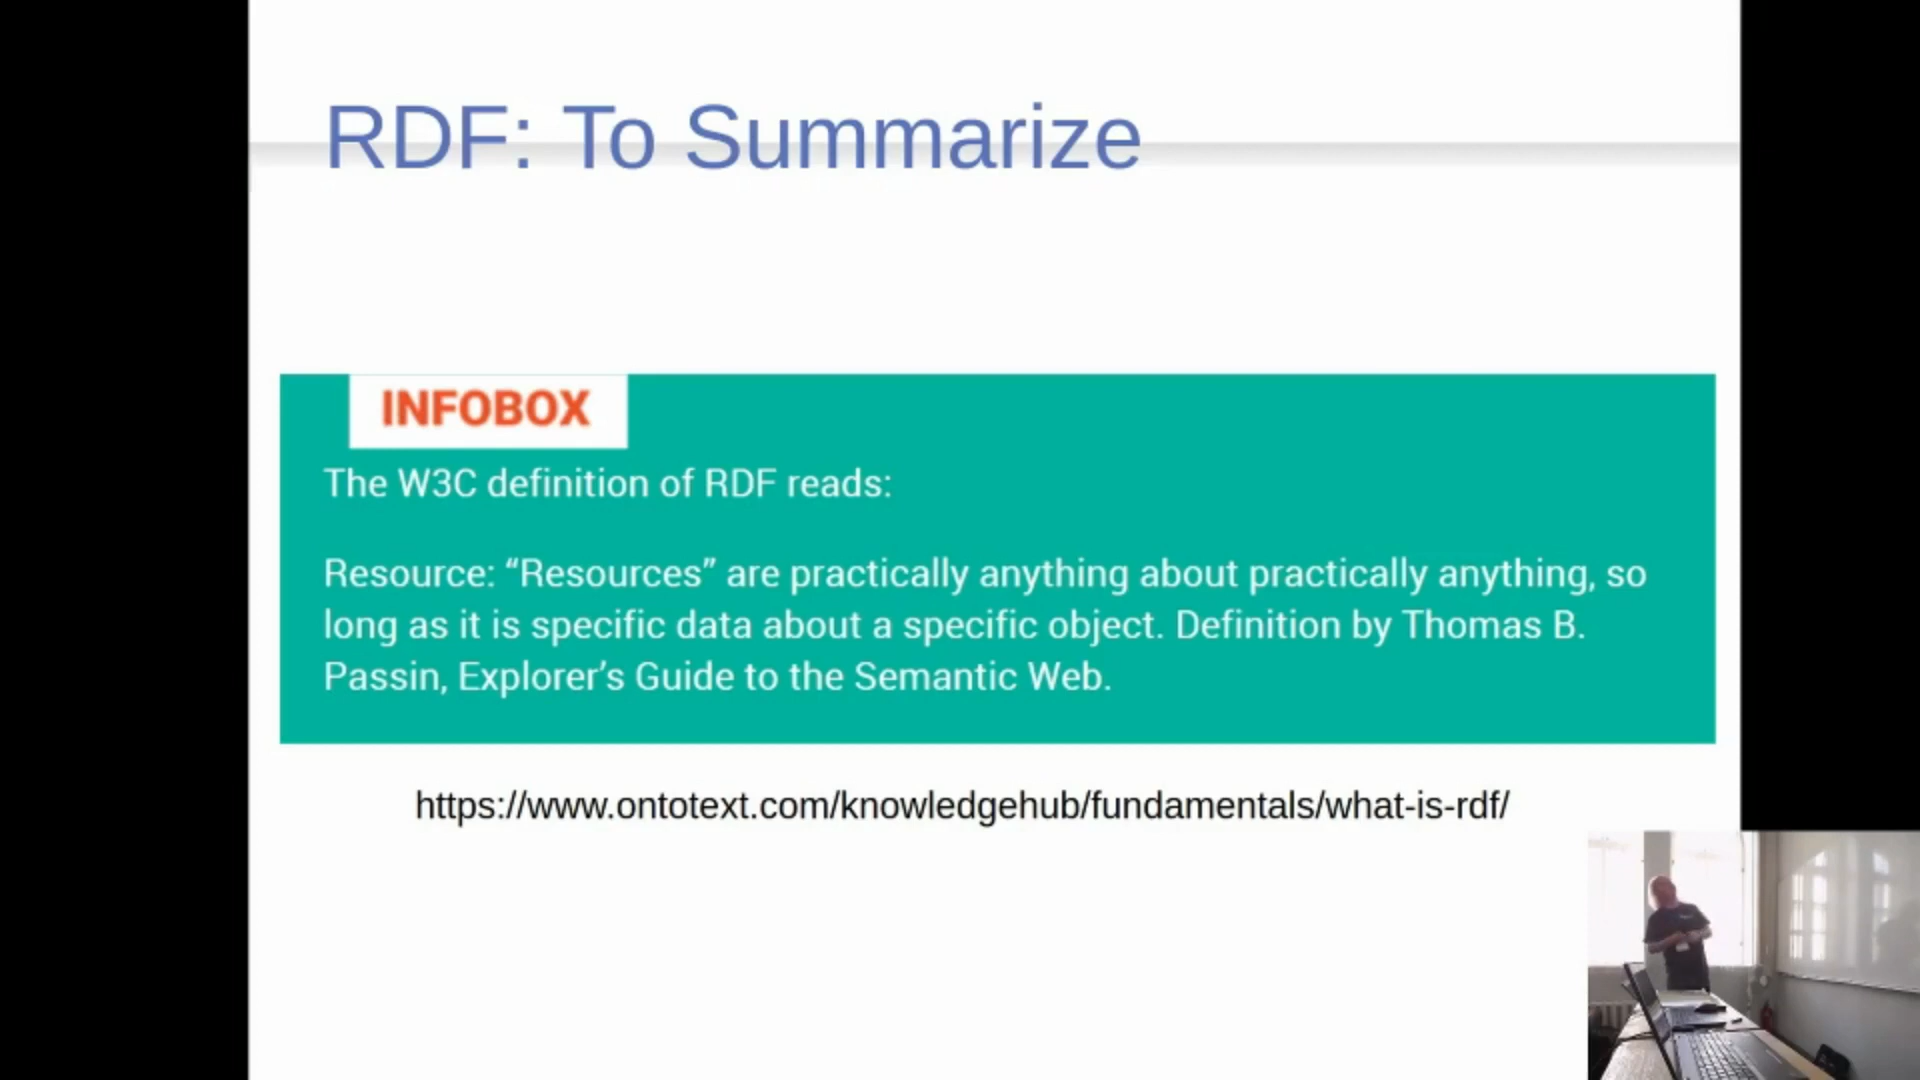 RDF: To Summarize
INFOBOX
The W3C definition of RDF reads:
Resource: “Resources” are practically anything about practically anything, so
long as it is specific data about a specific object. Definition by Thomas B.
Passin, Explorer’s Guide to the Semantic Web.
https://www.ontotext.com/knowledgehub/fundamentals/what-is-rdf/